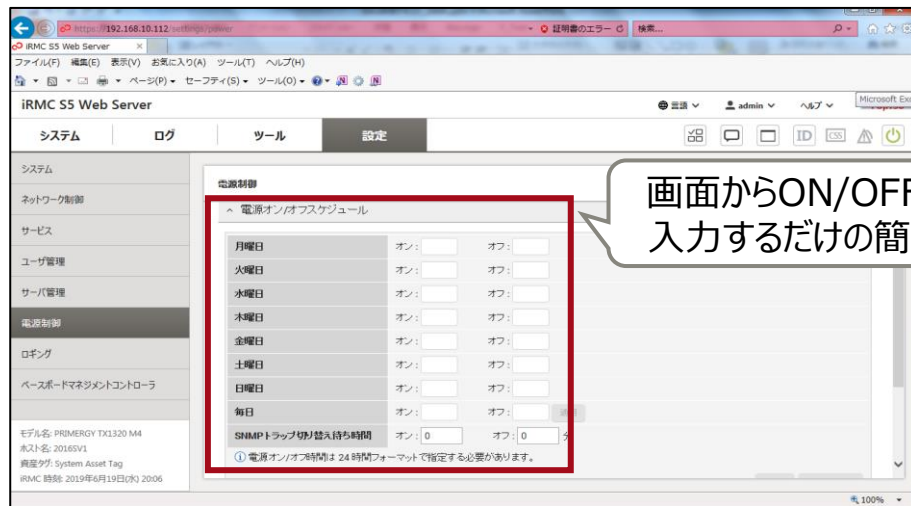 https://192.168.10.112/settings/power
証明書のエラー
検索...
iRMC S5 Web Server
ファイル(F) 編集(E) 表示(V) お気に入り(A) ツール(T) ヘルプ(H)
ページ(P) セーフティ(S) ツール(O)
iRMC S5 Web Server
言語 admin ヘルプ
Microsoft Exc
システム ログ ツール 設定
ID CSS
システム
ネットワーク制御
サービス
ユーザ管理
サーバ管理
電源制御
ロギング
ベースボードマネジメントコントローラ
モデル名: PRIMERGY TX1320 M4
ホスト名: 2016SV1
資産タグ: System Asset Tag
iRMC 時刻: 2019年6月19日(水) 20:06
電源制御
電源オン/オフスケジュール
月曜日 オン: オフ:
火曜日 オン: オフ:
水曜日 オン: オフ:
木曜日 オン: オフ:
金曜日 オン: オフ:
土曜日 オン: オフ:
日曜日 オン: オフ:
毎日 オン: オフ:
SNMPトラップ切り替え待ち時間 オン: 0 オフ: 0 分
電源オン/オフ時間は 24 時間フォーマットで指定する必要があります。
画面からON/OFF
入力するだけの簡
100%